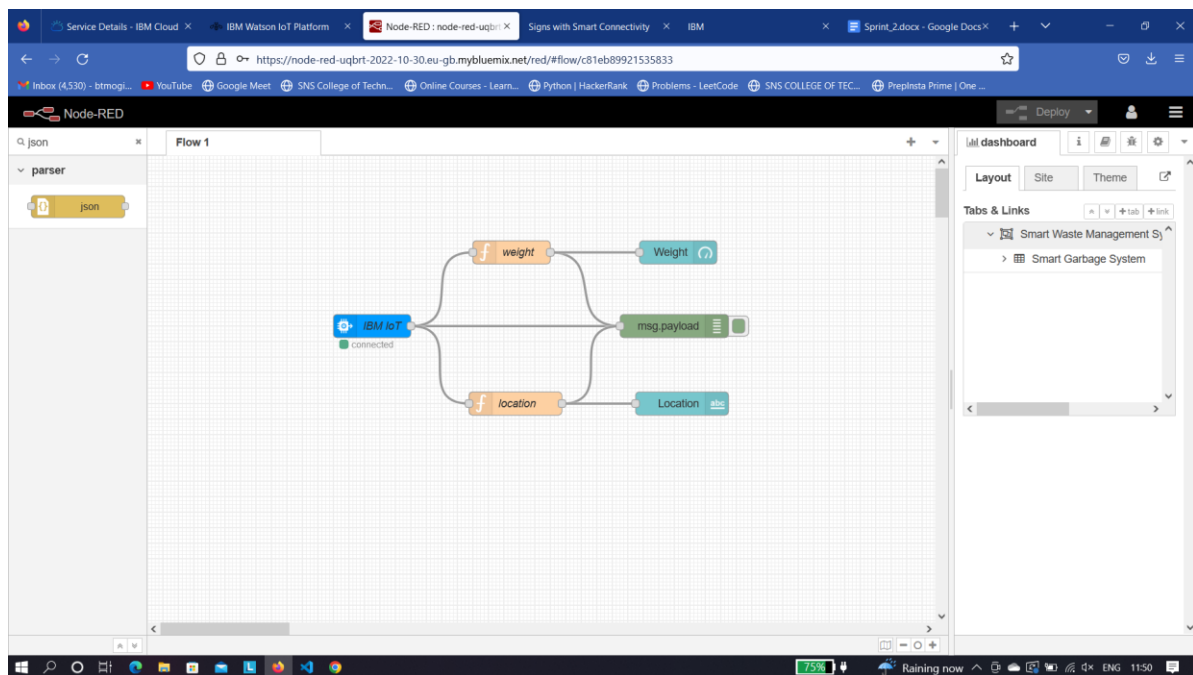 Service Details - IBM Cloud
IBM Watson IoT Platform
Node-RED : node-red-uqbrt
Signs with Smart Connectivity
IBM
Sprint_2.docx - Google Docs
https://node-red-uqbrt-2022-10-30.eu-gb.mybluemix.net/red/#flow/c81eb89921535833
Inbox (4,530) - btmogi...
YouTube
Google Meet
SNS College of Techn...
Online Courses - Learn...
Python | HackerRank
Problems - LeetCode
SNS COLLEGE OF TEC...
PrepInsta Prime | One ...
Node-RED
Deploy
json
Flow 1
dashboard
parser
json
Layout
Site
Theme
Tabs & Links
+tab
+link
Smart Waste Management Sy
Smart Garbage System
weight
Weight
IBM IoT
connected
msg.payload
location
Location
abc
75%
Raining now
ENG
11:50